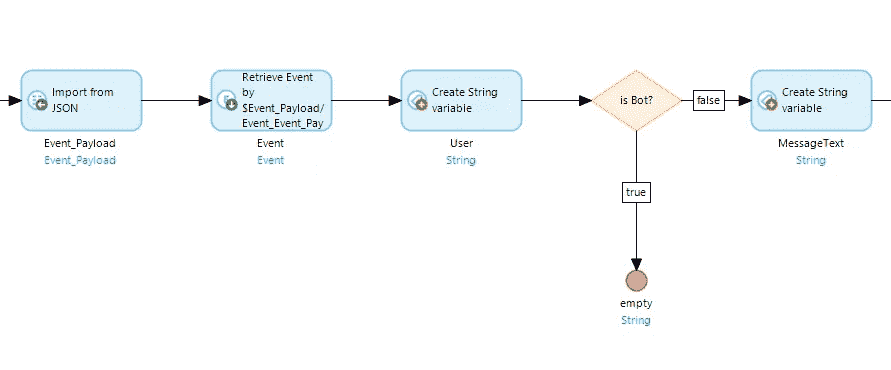 Import from
JSON
Event_Payload
Event_Payload
Retrieve Event
by
$Event_Payload/
Event_Event_Pay
Event
Event
Create String
variable
User
String
is Bot?
false
true
empty
String
Create String
variable
MessageText
String